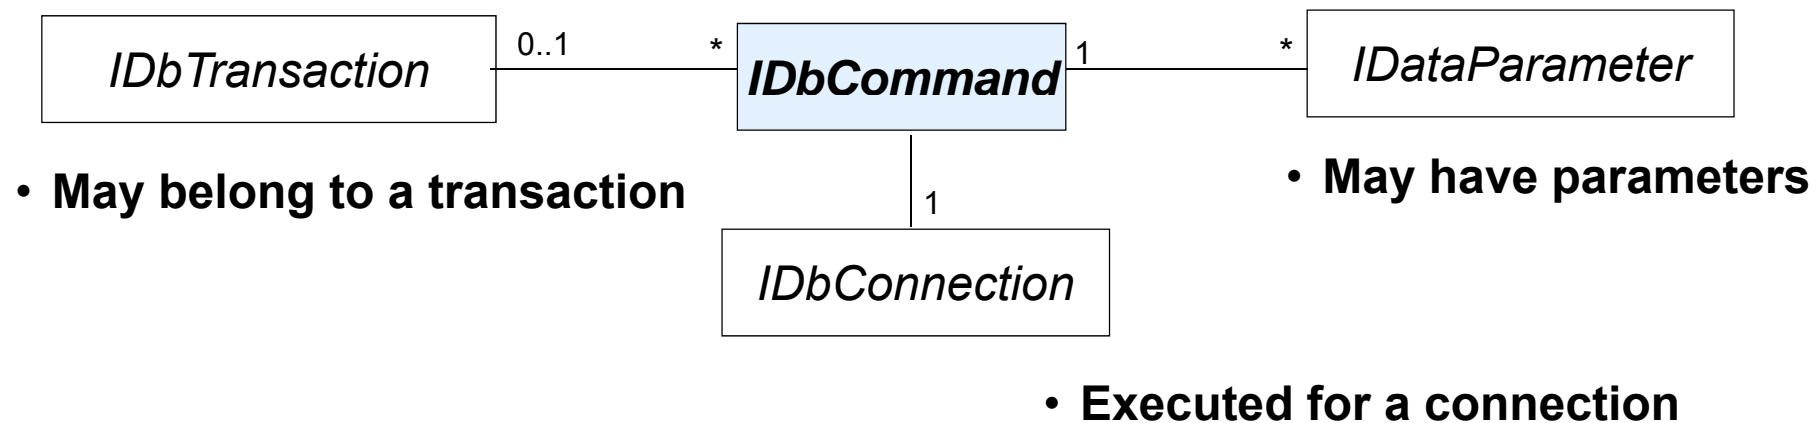 IDbTransaction
0..1
*
IDbCommand
1
*
IDataParameter
• May belong to a transaction
• May have parameters
1
IDbConnection
• Executed for a connection